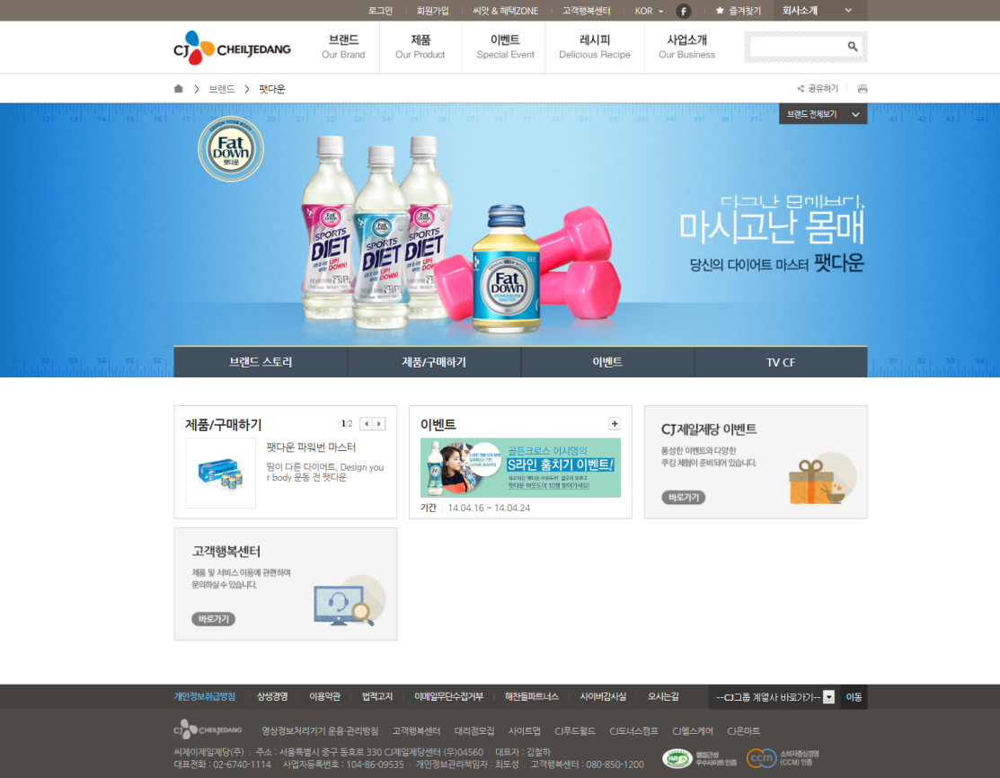 로그인 회원가입 씨앗 & 혜택ZONE 고객행복센터 KOR f 즐겨찾기 회사소개
CJ CHEILJEDANG
브랜드 제품 이벤트 레시피 사업소개
Our Brand Our Product Special Event Delicious Recipe Our Business
브랜드 팻다운
공유하기
브랜드 전체보기
DESIGN YOUR BODY
Fat
DOWN
팻다운
SPORTS
DIET
UP!
DOWN!
SPORTS
DIET
UP!
DOWN!
SPORTS
DIET
UP!
DOWN!
Fat
DOWN
POWERBURN
MASTER
타고난 몸매보다,
마시고난 몸매
당신의 다이어트 마스터 팻다운
브랜드 스토리 제품/구매하기 이벤트 TV CF
제품/구매하기 1/2
팻다운 파워번 마스터
땀이 다른 다이어트, Design you
r body 운동 전 팻다운
이벤트
골든크로스 이시영의
S라인 훔치기 이벤트!
기간 14.04.16 ~ 14.04.24
CJ제일제당 이벤트
풍성한 이벤트와 다양한
쿠킹 체험이 준비되어 있습니다.
바로가기
고객행복센터
제품 및 서비스 이용에 관련하여
문의하실 수 있습니다.
바로가기
개인정보취급방침 상생경영 이용약관 법적고지 이메일무단수집거부 해찬들파트너스 사이버감사실 오시는길 --CJ그룹 계열사 바로가기-- 이동
CJ CHEILJEDANG 영상정보처리기기 운용·관리방침 고객행복센터 대리점모집 사이트맵 CJ푸드월드 CJ도너스캠프 CJ헬스케어 CJ온마트
씨제이제일제당(주) 주소 : 서울특별시 중구 동호로 330 CJ제일제당센터 (우)04560 대표자 : 김철하
대표전화 : 02-6740-1114 사업자등록번호 : 104-86-09535 개인정보관리책임자 : 최도성 고객행복센터 : 080-850-1200
웹접근성
우수사이트 인증
ccm
소비자중심경영
(CCM) 인증